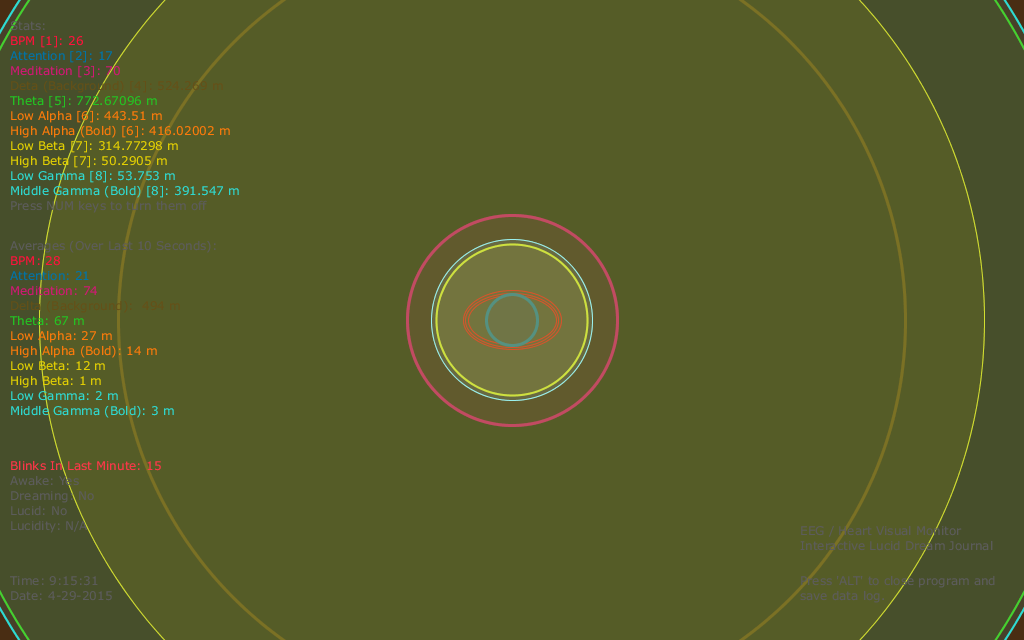 Stats:
BPM [1]: 26
Attention [2]: 17
Meditation [3]: 70
Theta [5]: 772.67096 m
Low Alpha [6]: 443.51 m
High Alpha (Bold) [6]: 416.02002 m
Low Beta [7]: 314.77298 m
High Beta [7]: 50.2905 m
Low Gamma [8]: 53.753 m
Middle Gamma (Bold) [8]: 391.547 m
Press NUM key's to turn them off
Averages (Over Last 10 Seconds):
BPM: 28
Attention:
Meditation: 74
Theta: 67 m
Low Alpha: 27 m
High Alpha (Bold): 14 m
Low Beta: 12 m
High Beta: 1 m
Low Gamma: 2 m
Middle Gamma (Bold): 3 m
Blinks In Last Minute: 15
Awake: Yes
Dreaming: No
Lucid: No
Lucidity: N/A
Time: 9:15:31
Date: 4-29-2015
EEG / Heart Visual Monitor
Interactive Lucid Dream Journal
Press 'ALT' to close program and
save data log.